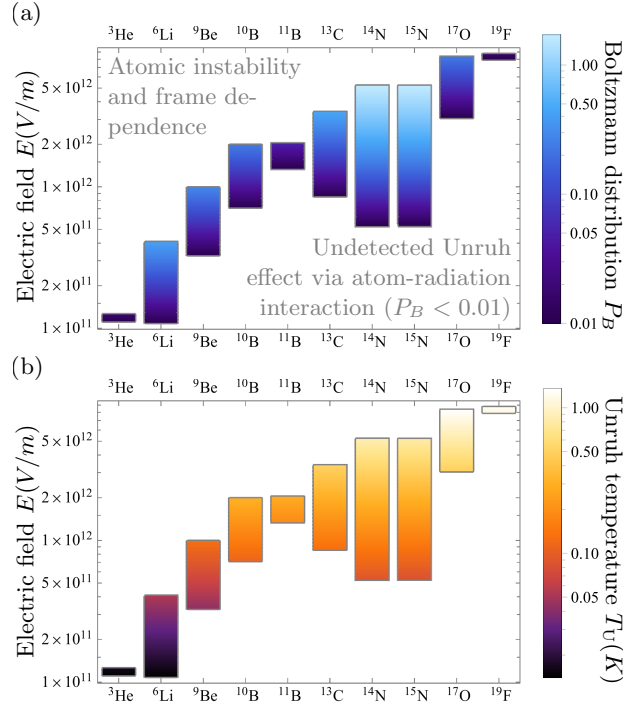 (a)
³He ⁶Li ⁹Be ¹⁰B ¹¹B ¹³C ¹⁴N ¹⁵N ¹⁷O ¹⁹F
Electric field E(V/m)
5×10¹²
2×10¹²
1×10¹²
5×10¹¹
2×10¹¹
1×10¹¹
Atomic instability
and frame de-
pendence
Undetected Unruh
effect via atom-radiation
interaction (P_B < 0.01)
³He ⁶Li ⁹Be ¹⁰B ¹¹B ¹³C ¹⁴N ¹⁵N ¹⁷O ¹⁹F
1.00
0.50
0.10
0.05
0.01
Boltzmann distribution P_B
(b)
³He ⁶Li ⁹Be ¹⁰B ¹¹B ¹³C ¹⁴N ¹⁵N ¹⁷O ¹⁹F
Electric field E(V/m)
5×10¹²
2×10¹²
1×10¹²
5×10¹¹
2×10¹¹
1×10¹¹
³He ⁶Li ⁹Be ¹⁰B ¹¹B ¹³C ¹⁴N ¹⁵N ¹⁷O ¹⁹F
1.00
0.50
0.10
0.05
Unruh temperature T_U(K)